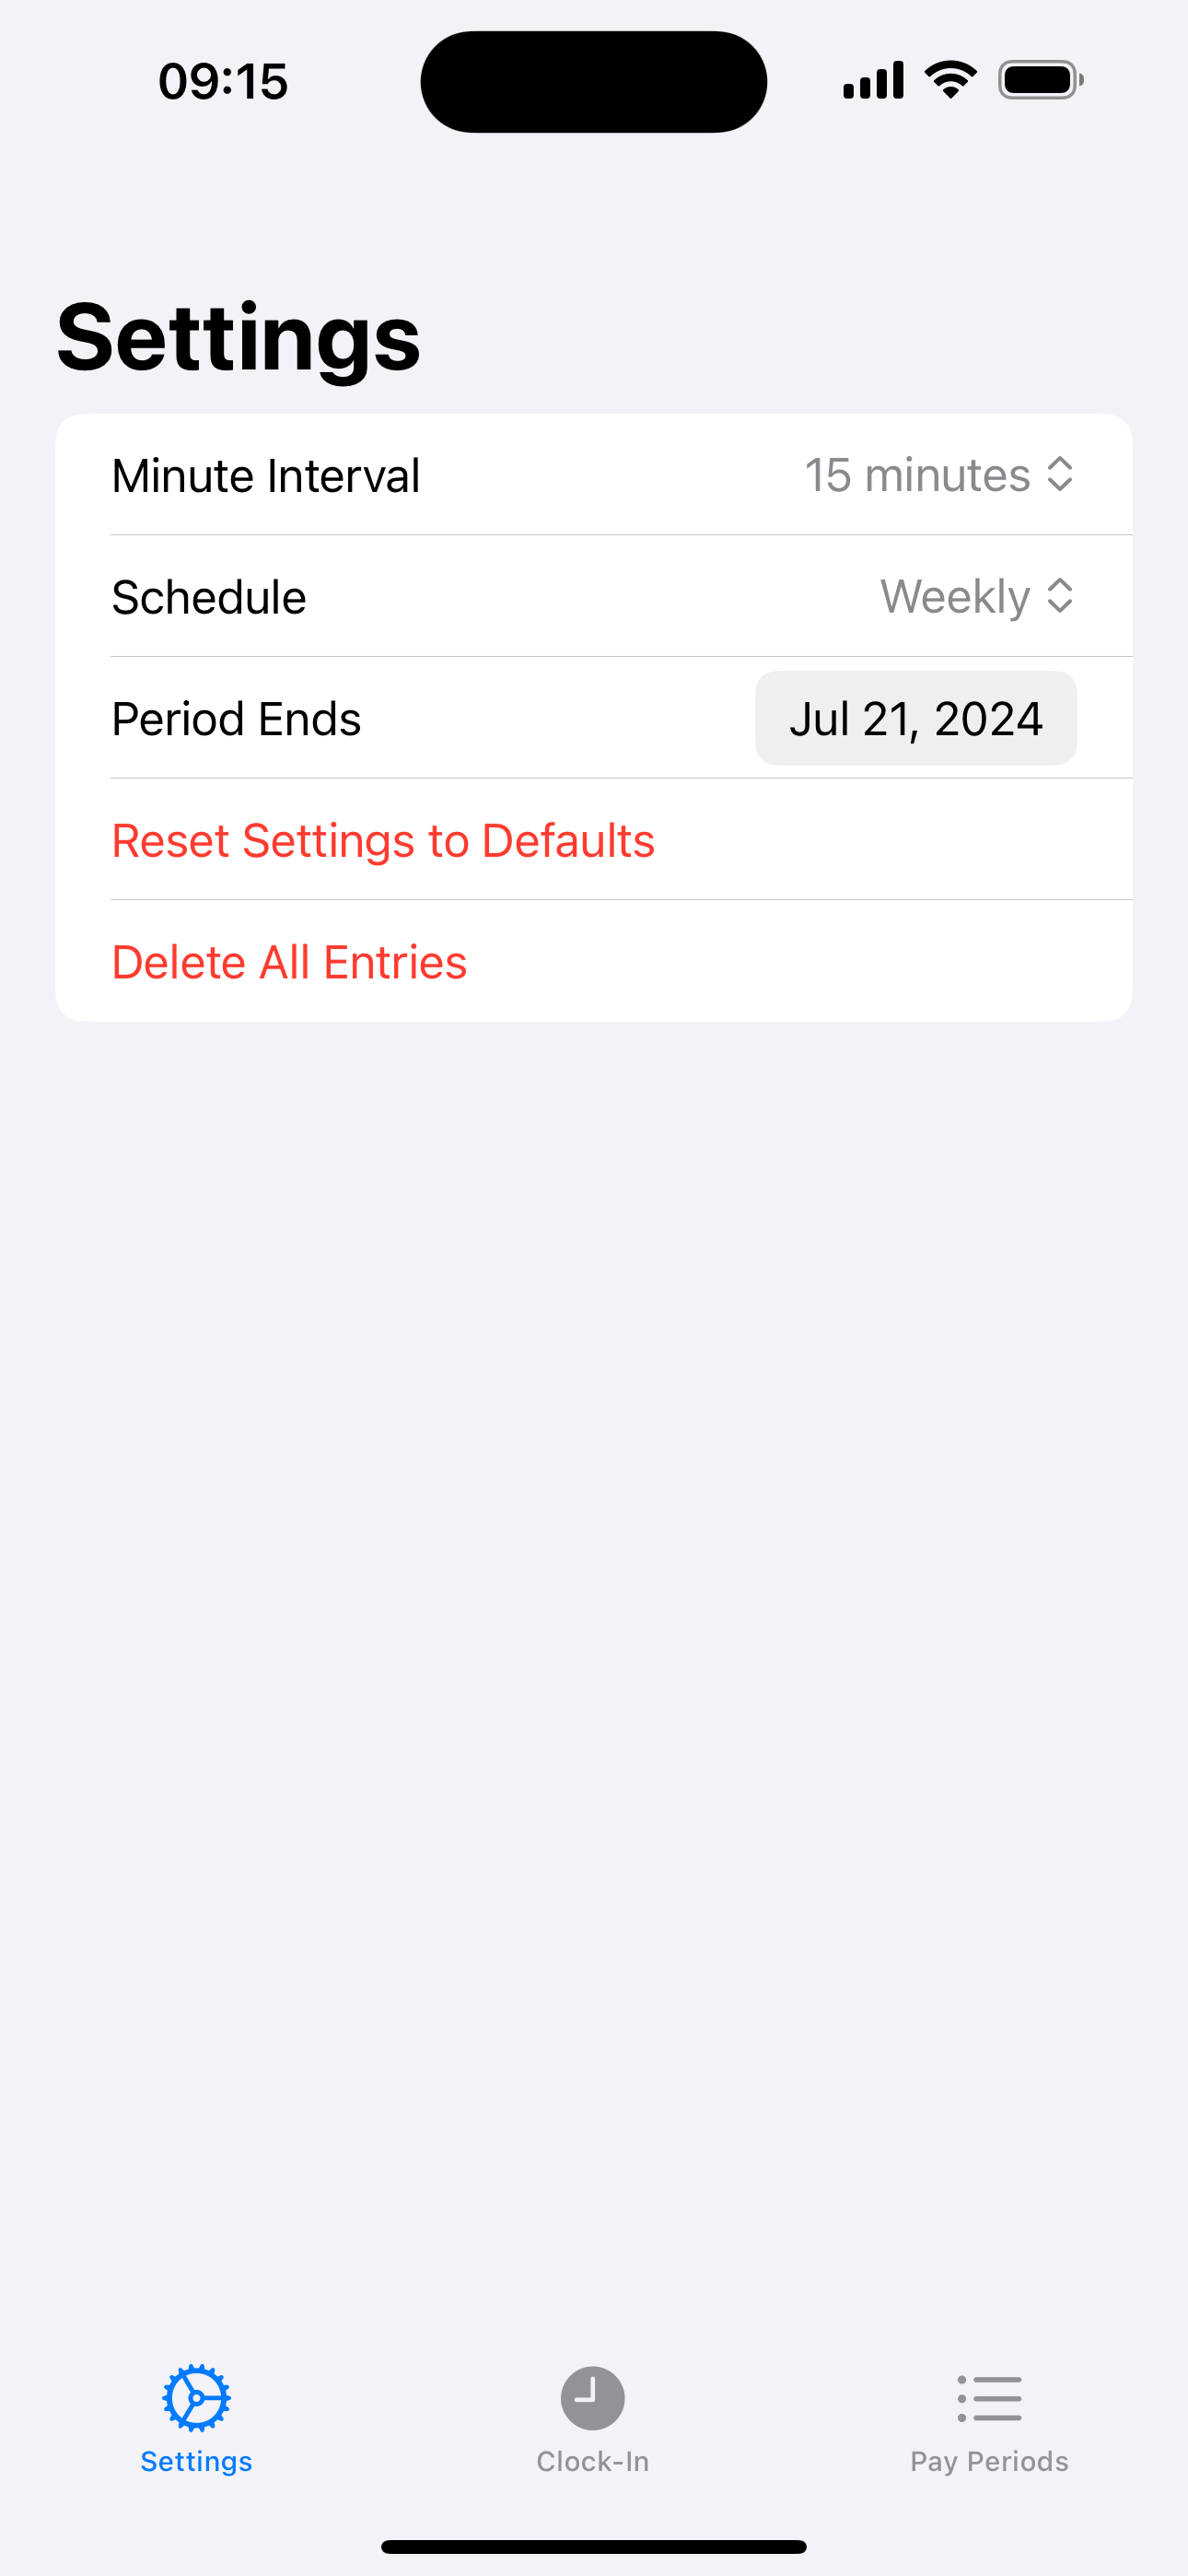 09:15
Settings
Minute Interval 15 minutes
Schedule Weekly
Period Ends Jul 21, 2024
Reset Settings to Defaults
Delete All Entries
Settings Clock-In Pay Periods